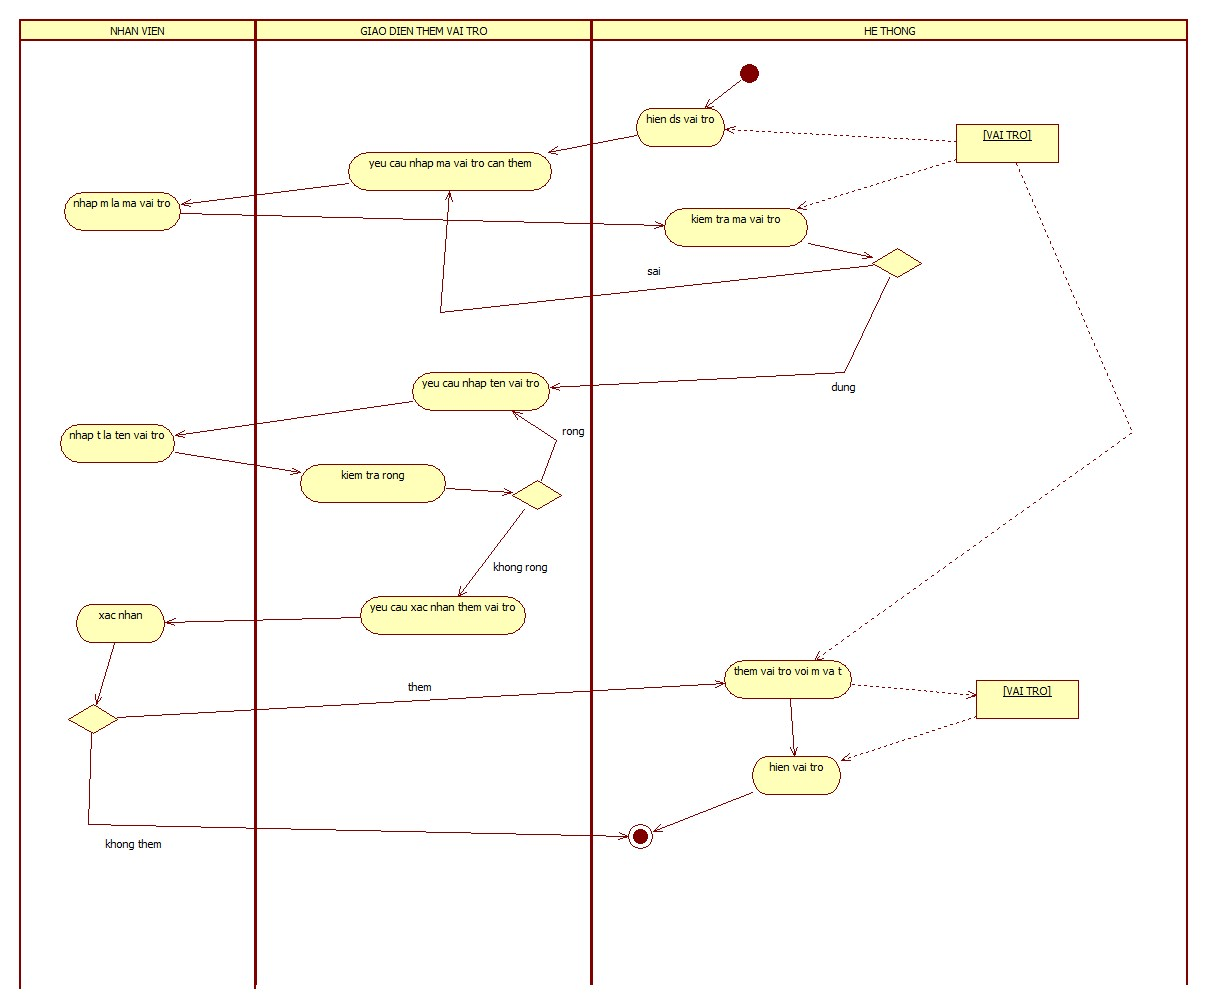 NHAN VIEN
GIAO DIEN THEM VAI TRO
HE THONG
hien ds vai tro
[VAI TRO]
yeu cau nhap ma vai tro can them
nhap m la ma vai tro
kiem tra ma vai tro
sai
yeu cau nhap ten vai tro
dung
rong
nhap t la ten vai tro
kiem tra rong
khong rong
yeu cau xac nhan them vai tro
xac nhan
them vai tro voi m va t
them
[VAI TRO]
hien vai tro
khong them